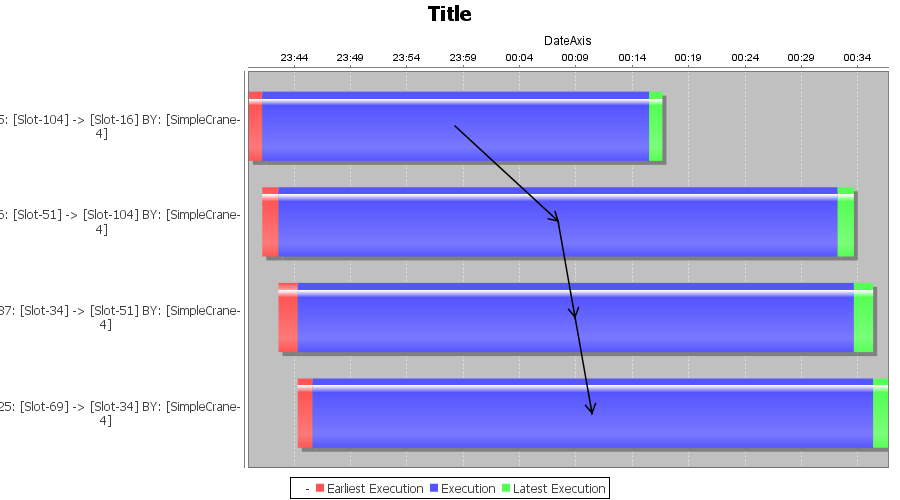 Title
DateAxis
23:44 23:49 23:54 23:59 00:04 00:09 00:14 00:19 00:24 00:29 00:34
5: [Slot-104] -> [Slot-16] BY: [SimpleCrane-
4]
6: [Slot-51] -> [Slot-104] BY: [SimpleCrane-
4]
37: [Slot-34] -> [Slot-51] BY: [SimpleCrane-
4]
25: [Slot-69] -> [Slot-34] BY: [SimpleCrane-
4]
- Earliest Execution Execution Latest Execution